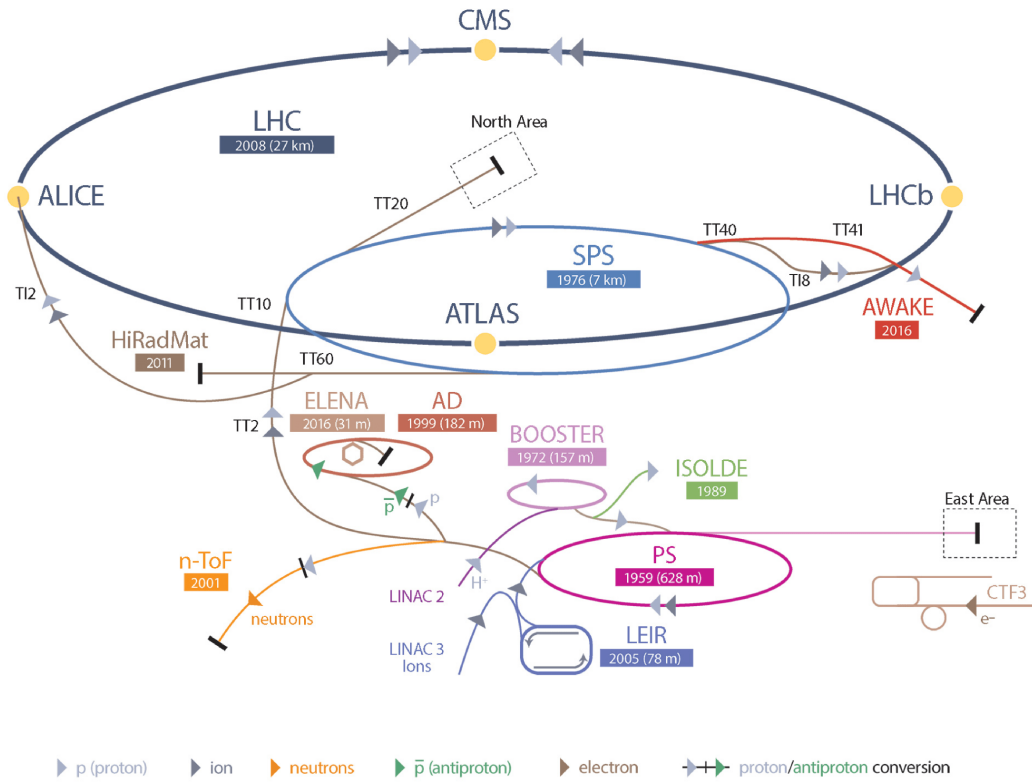 CMS
LHC
2008 (27 km)
North Area
ALICE
TT20
LHCb
TT40
TT41
SPS
1976 (7 km)
TI2
TT10
TI8
ATLAS
AWAKE
2016
HiRadMat
2011
TT60
ELENA
2016 (31 m)
AD
1999 (182 m)
TT2
BOOSTER
1972 (157 m)
ISOLDE
1989
p̅
p
East Area
n-ToF
2001
PS
1959 (628 m)
H⁺
LINAC 2
neutrons
CTF3
e–
LINAC 3
Ions
LEIR
2005 (78 m)
p (proton)
ion
neutrons
p̅ (antiproton)
electron
proton/antiproton conversion